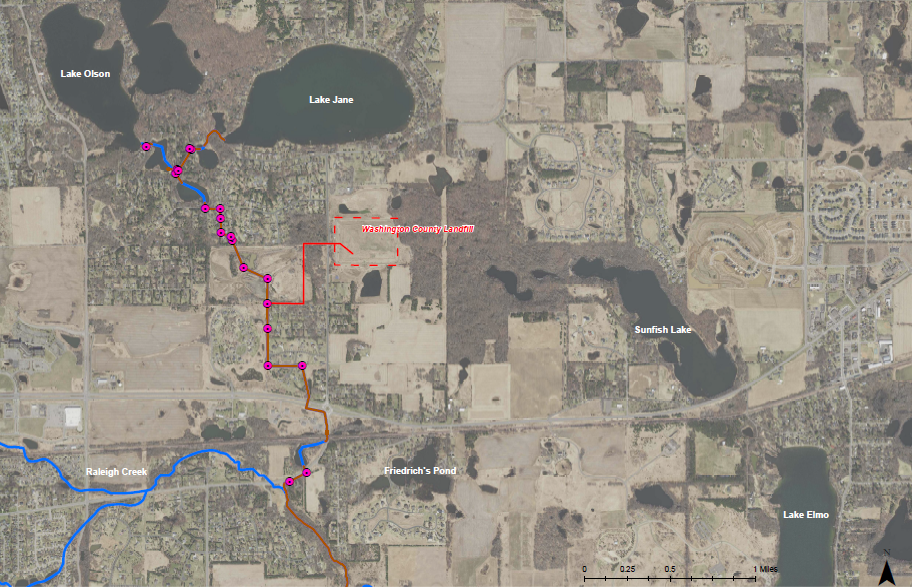 Lake Olson
Lake Jane
Washington County Landfill
Sunfish Lake
Raleigh Creek
Friedrich's Pond
Lake Elmo
N
0 0.25 0.5 1 Miles